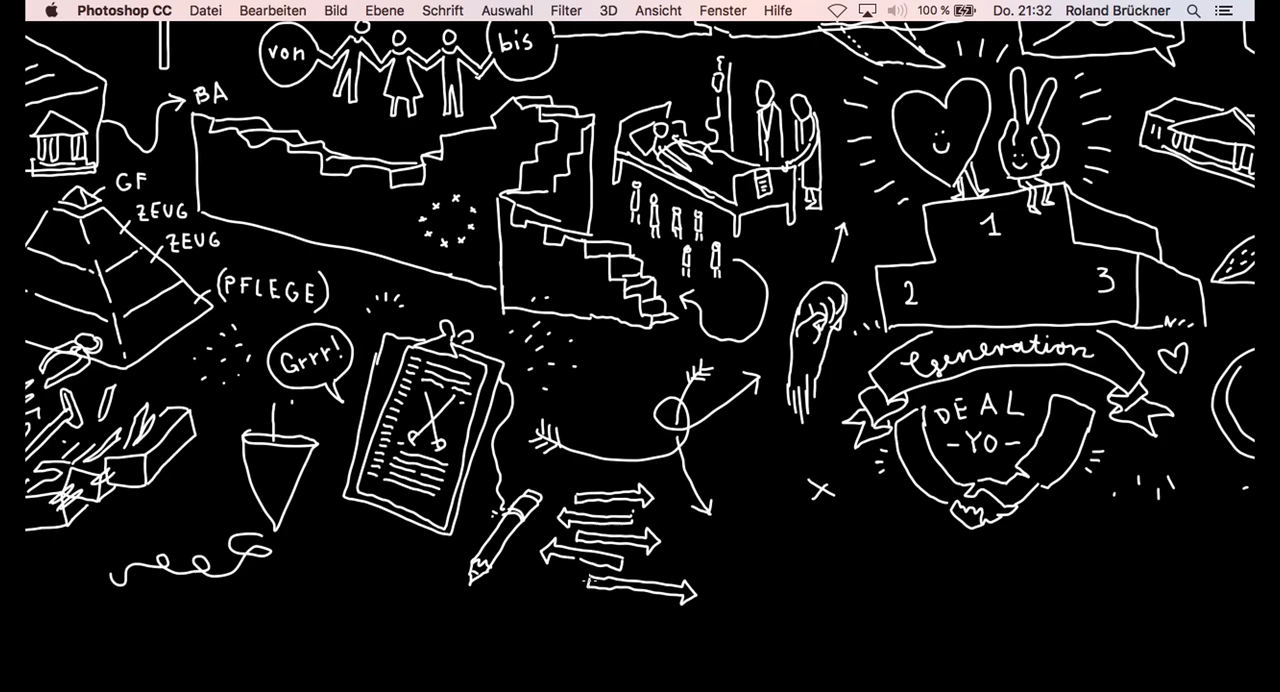 Photoshop CC Datei Bearbeiten Bild Ebene Schrift Auswahl Filter 3D Ansicht Fenster Hilfe 100 % Do. 21:32 Roland Brückner
von
bis
BA
GF
ZEUG
ZEUG
(PFLEGE)
Grrr!
1
2
3
Generation
DEAL
-YO-